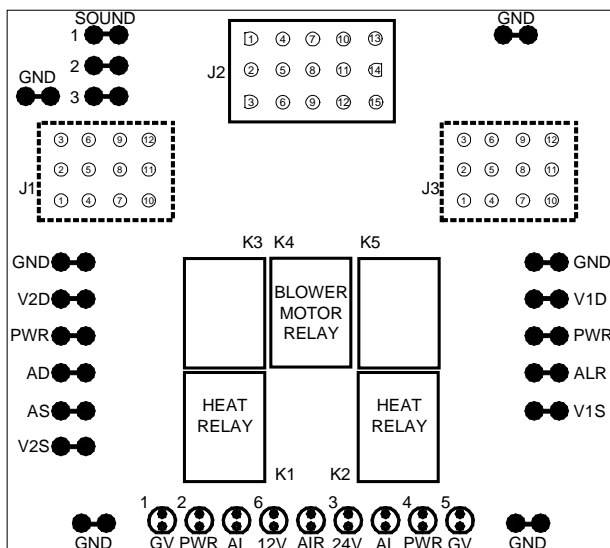 SOUND
1
2
3
GND
GND
J2
1 4 7 10 13
2 5 8 11 14
3 6 9 12 15
J1
3 6 9 12
2 5 8 11
1 4 7 10
J3
3 6 9 12
2 5 8 11
1 4 7 10
K3 K4 K5
GND
V2D
PWR
AD
AS
V2S
BLOWER
MOTOR
RELAY
HEAT
RELAY
HEAT
RELAY
K1 K2
GND
V1D
PWR
ALR
V1S
1 2 6 3 4 5
GND GV PWR AL 12V AIR 24V AL PWR GV GND